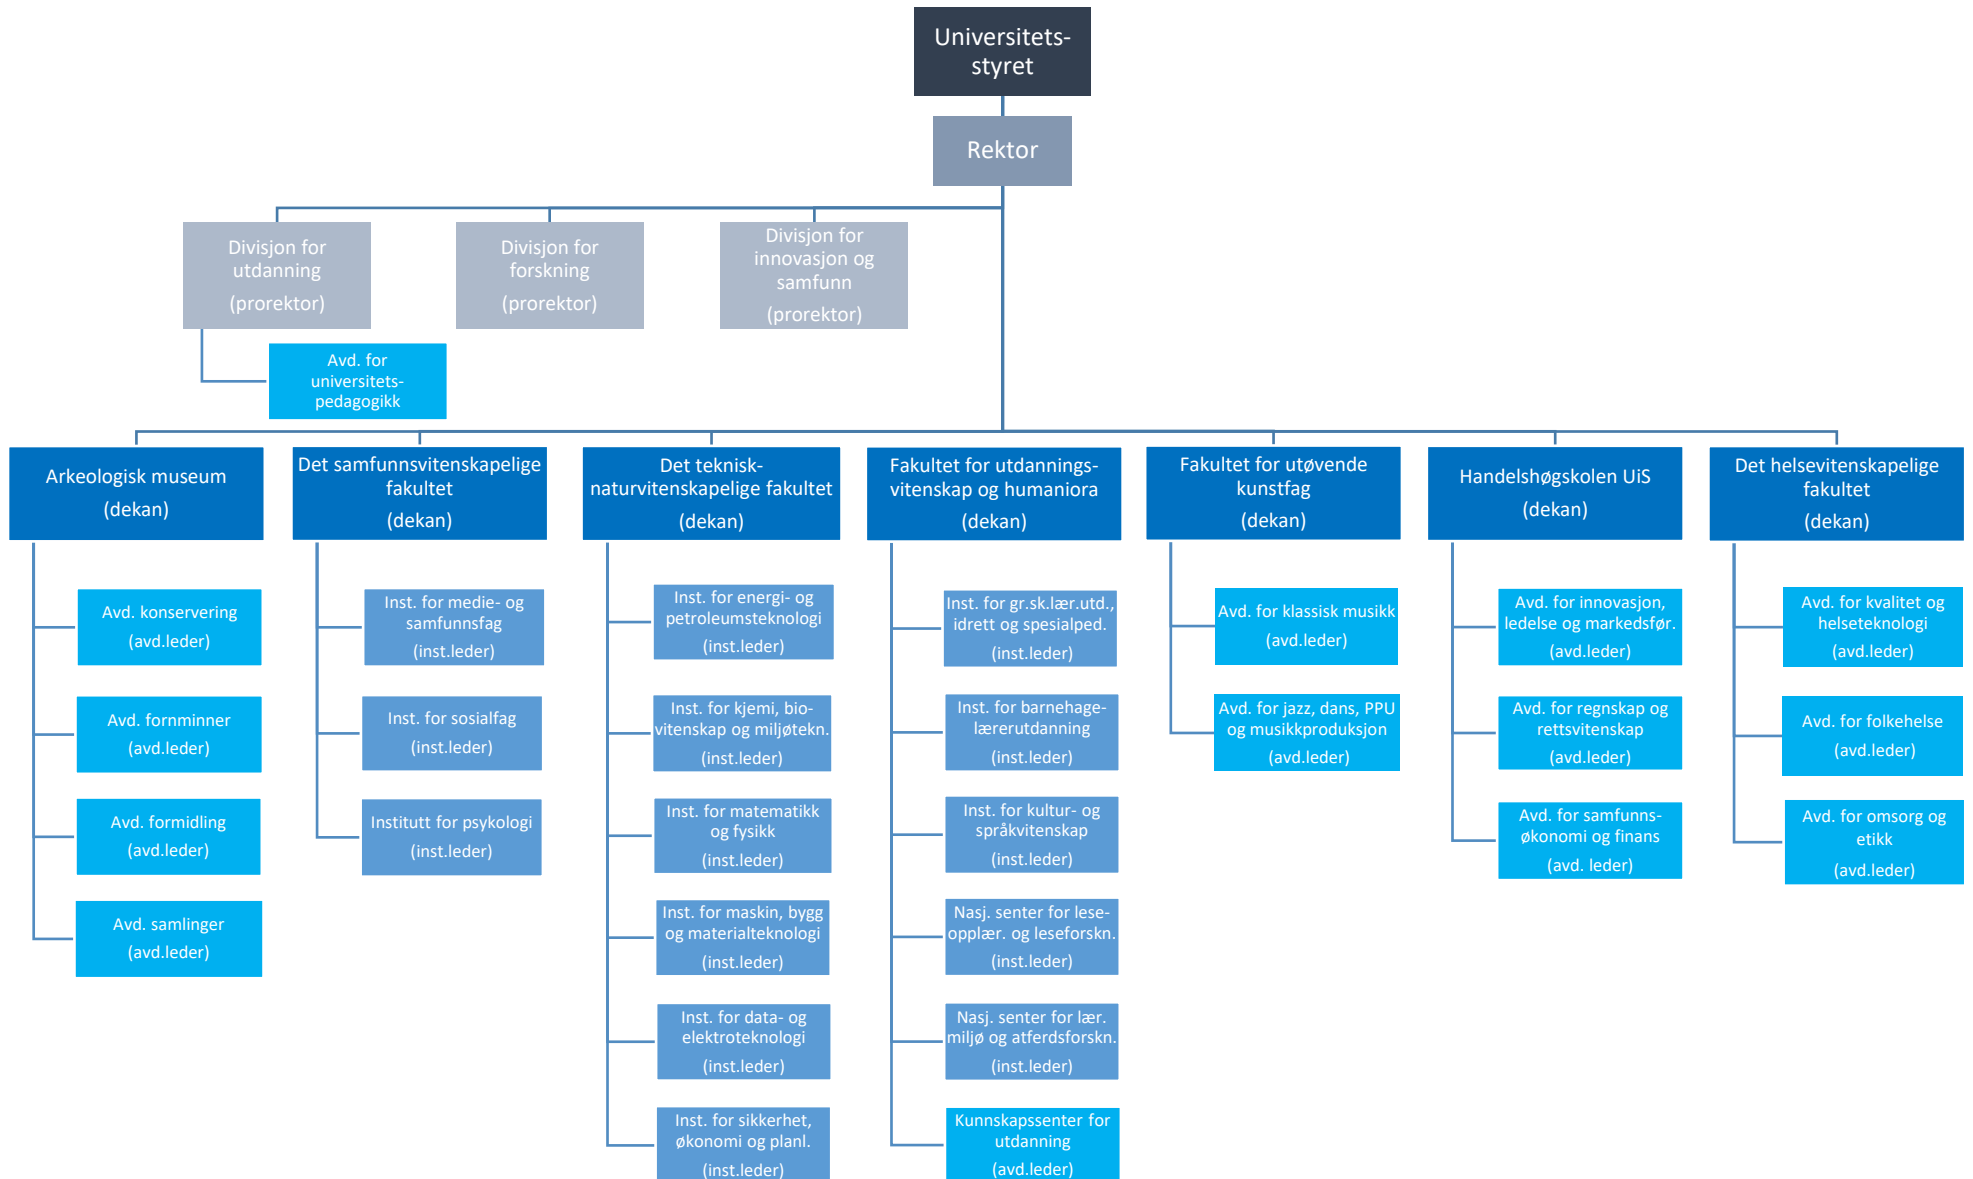 Universitets-
styret
Rektor
Divisjon for
utdanning
(prorektor)
Divisjon for
forskning
(prorektor)
Divisjon for
innovasjon og
samfunn
(prorektor)
Avd. for
universitets-
pedagogikk
Arkeologisk museum
(dekan)
Avd. konservering
(avd.leder)
Avd. fornminner
(avd.leder)
Avd. formidling
(avd.leder)
Avd. samlinger
(avd.leder)
Det samfunnsvitenskapelige
fakultet
(dekan)
Inst. for medie- og
samfunnsfag
(inst.leder)
Inst. for sosialfag
(inst.leder)
Institutt for psykologi
(inst.leder)
Det teknisk-
naturvitenskapelige fakultet
(dekan)
Inst. for energi- og
petroleumsteknologi
(inst.leder)
Inst. for kjemi, bio-
vitenskap og miljøtekn.
(inst.leder)
Inst. for matematikk
og fysikk
(inst.leder)
Inst. for maskin, bygg
og materialteknologi
(inst.leder)
Inst. for data- og
elektroteknologi
(inst.leder)
Inst. for sikkerhet,
økonomi og planl.
(inst.leder)
Fakultet for utdannings-
vitenskap og humaniora
(dekan)
Inst. for gr.sk.lær.utd.,
idrett og spesialped.
(inst.leder)
Inst. for barnehage-
lærerutdanning
(inst.leder)
Inst. for kultur- og
språkvitenskap
(inst.leder)
Nasj. senter for lese-
opplær. og leseforskn.
(inst.leder)
Nasj. senter for lær.
miljø og atferdsforskn.
(inst.leder)
Kunnskapssenter for
utdanning
(avd.leder)
Fakultet for utøvende
kunstfag
(dekan)
Avd. for klassisk musikk
(avd.leder)
Avd. for jazz, dans, PPU
og musikkproduksjon
(avd.leder)
Handelshøgskolen UiS
(dekan)
Avd. for innovasjon,
ledelse og markedsfør.
(avd.leder)
Avd. for regnskap og
rettsvitenskap
(avd.leder)
Avd. for samfunns-
økonomi og finans
(avd. leder)
Det helsevitenskapelige
fakultet
(dekan)
Avd. for kvalitet og
helseteknologi
(avd.leder)
Avd. for folkehelse
(avd.leder)
Avd. for omsorg og
etikk
(avd.leder)